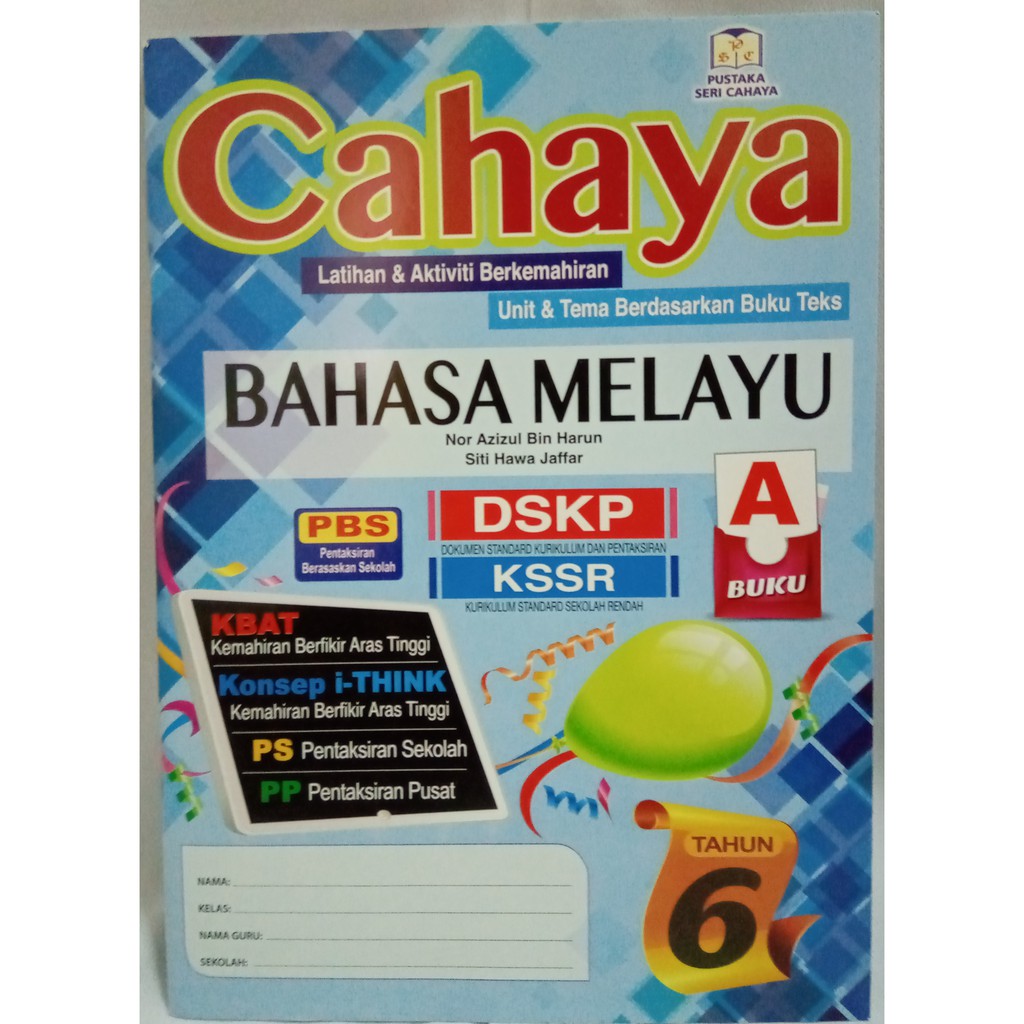 S P C
PUSTAKA
SERI CAHAYA
Cahaya
Latihan & Aktiviti Berkemahiran
Unit & Tema Berdasarkan Buku Teks
BAHASA MELAYU
Nor Azizul Bin Harun
Siti Hawa Jaffar
A
BUKU
PBS
Pentaksiran
Berasaskan Sekolah
DSKP
DOKUMEN STANDARD KURIKULUM DAN PENTAKSIRAN
KSSR
KURIKULUM STANDARD SEKOLAH RENDAH
KBAT
Kemahiran Berfikir Aras Tinggi
Konsep i-THINK
Kemahiran Berfikir Aras Tinggi
PS Pentaksiran Sekolah
PP Pentaksiran Pusat
TAHUN
6
NAMA:
KELAS:
NAMA GURU:
SEKOLAH: